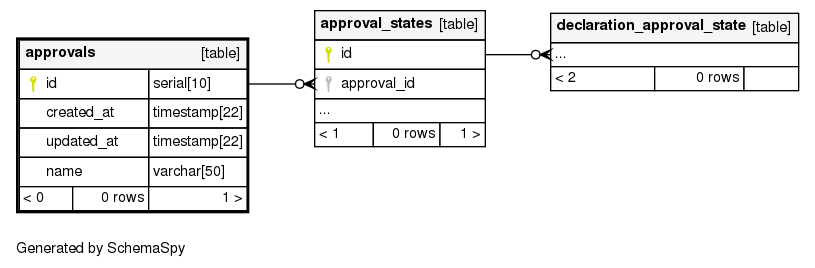 approvals [table]
id serial[10]
created_at timestamp[22]
updated_at timestamp[22]
name varchar[50]
< 0 0 rows 1 >
approval_states [table]
id
approval_id
...
< 1 0 rows 1 >
declaration_approval_state [table]
...
< 2 0 rows
Generated by SchemaSpy